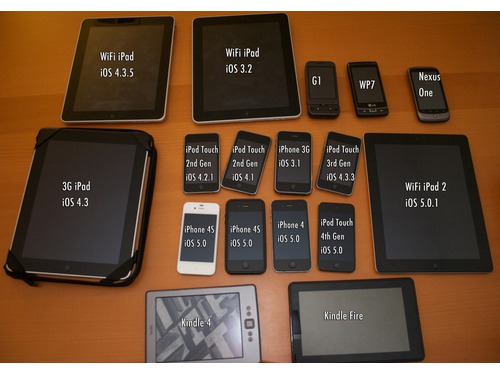 WiFi iPad
iOS 4.3.5
WiFi iPad
iOS 3.2
G1
WP7
Nexus
One
iPod Touch
2nd Gen
iOS 4.2.1
iPod Touch
2nd Gen
iOS 4.1
iPhone 3G
iOS 3.1
iPod Touch
3rd Gen
iOS 4.3.3
3G iPad
iOS 4.3
WiFi iPad 2
iOS 5.0.1
iPhone 4S
iOS 5.0
iPhone 4S
iOS 5.0
iPhone 4
iOS 5.0
iPod Touch
4th Gen
iOS 5.0
Kindle 4
Kindle Fire